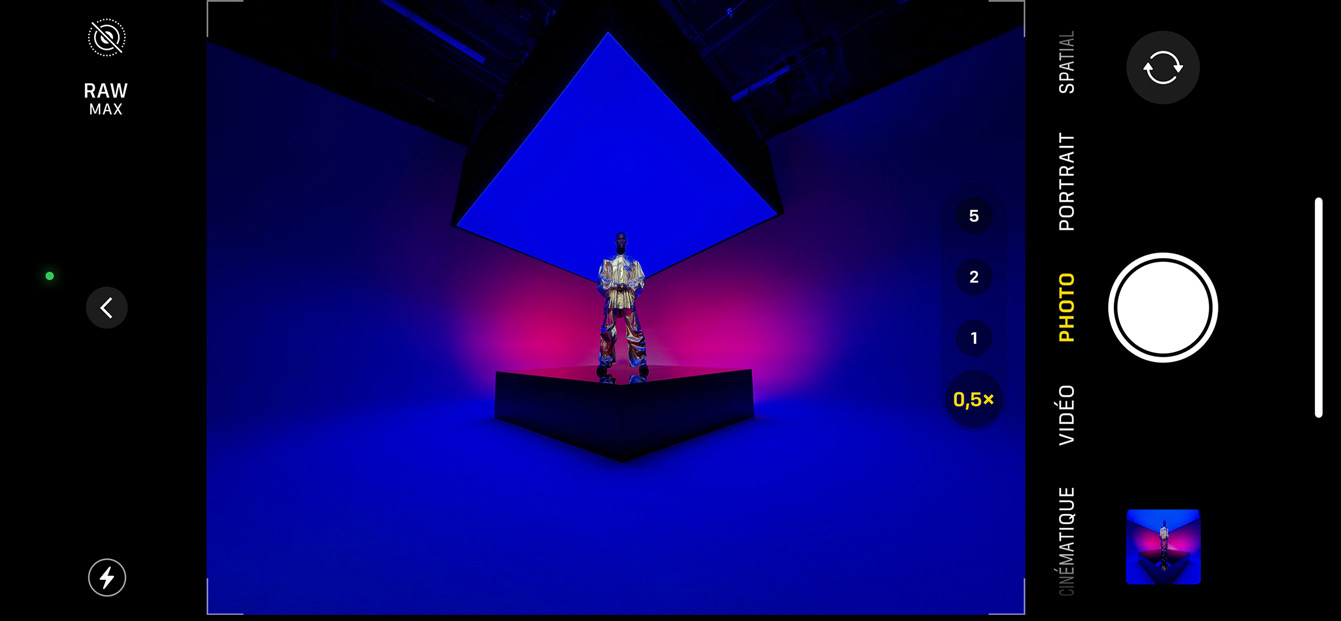 RAW
MAX
5
2
1
0,5×
SPATIAL
PORTRAIT
PHOTO
VIDÉO
CINÉMATIQUE